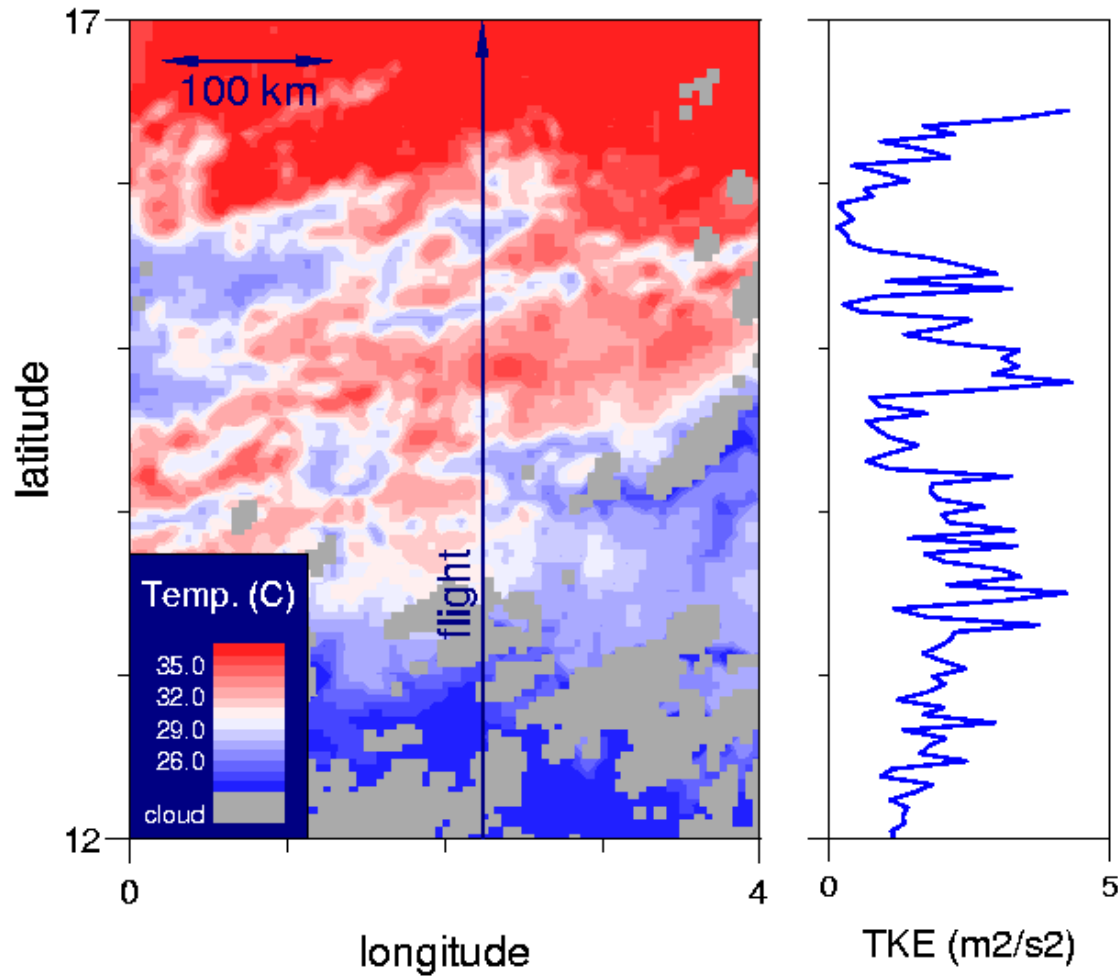 17
100 km
latitude
flight
Temp. (C)
35.0
32.0
29.0
26.0
cloud
12
0
4
longitude
0
5
TKE (m2/s2)